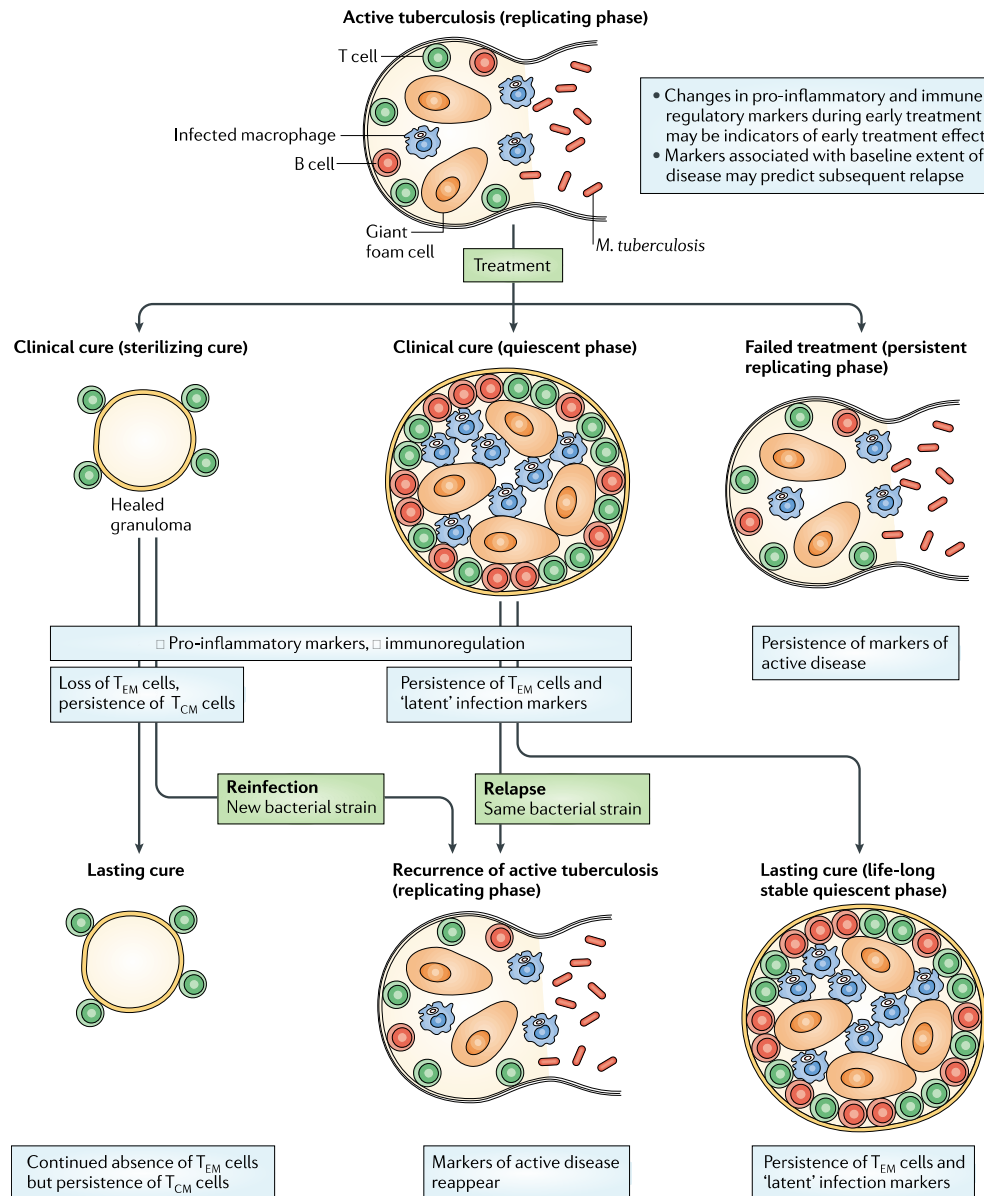 Active tuberculosis (replicating phase)
T cell
Infected macrophage
B cell
Giant
foam cell
M. tuberculosis
• Changes in pro-inflammatory and immune
regulatory markers during early treatment
may be indicators of early treatment effect
• Markers associated with baseline extent of
disease may predict subsequent relapse
Treatment
Clinical cure (sterilizing cure)
Clinical cure (quiescent phase)
Failed treatment (persistent
replicating phase)
Healed
granuloma
□ Pro-inflammatory markers, □ immunoregulation
Persistence of markers of
active disease
Loss of TEM cells,
persistence of TCM cells
Persistence of TEM cells and
‘latent’ infection markers
Reinfection
New bacterial strain
Relapse
Same bacterial strain
Lasting cure
Recurrence of active tuberculosis
(replicating phase)
Lasting cure (life-long
stable quiescent phase)
Continued absence of TEM cells
but persistence of TCM cells
Markers of active disease
reappear
Persistence of TEM cells and
‘latent’ infection markers